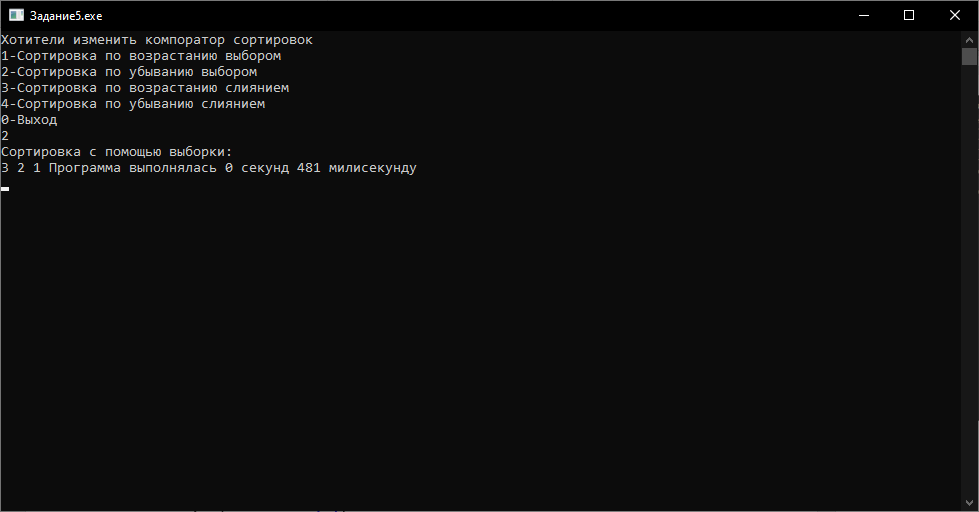 Задание5.exe
Хотители изменить компоратор сортировок
1-Сортировка по возрастанию выбором
2-Сортировка по убыванию выбором
3-Сортировка по возрастанию слиянием
4-Сортировка по убыванию слиянием
0-Выход
2
Сортировка с помощью выборки:
3 2 1 Программа выполнялась 0 секунд 481 милисекунду